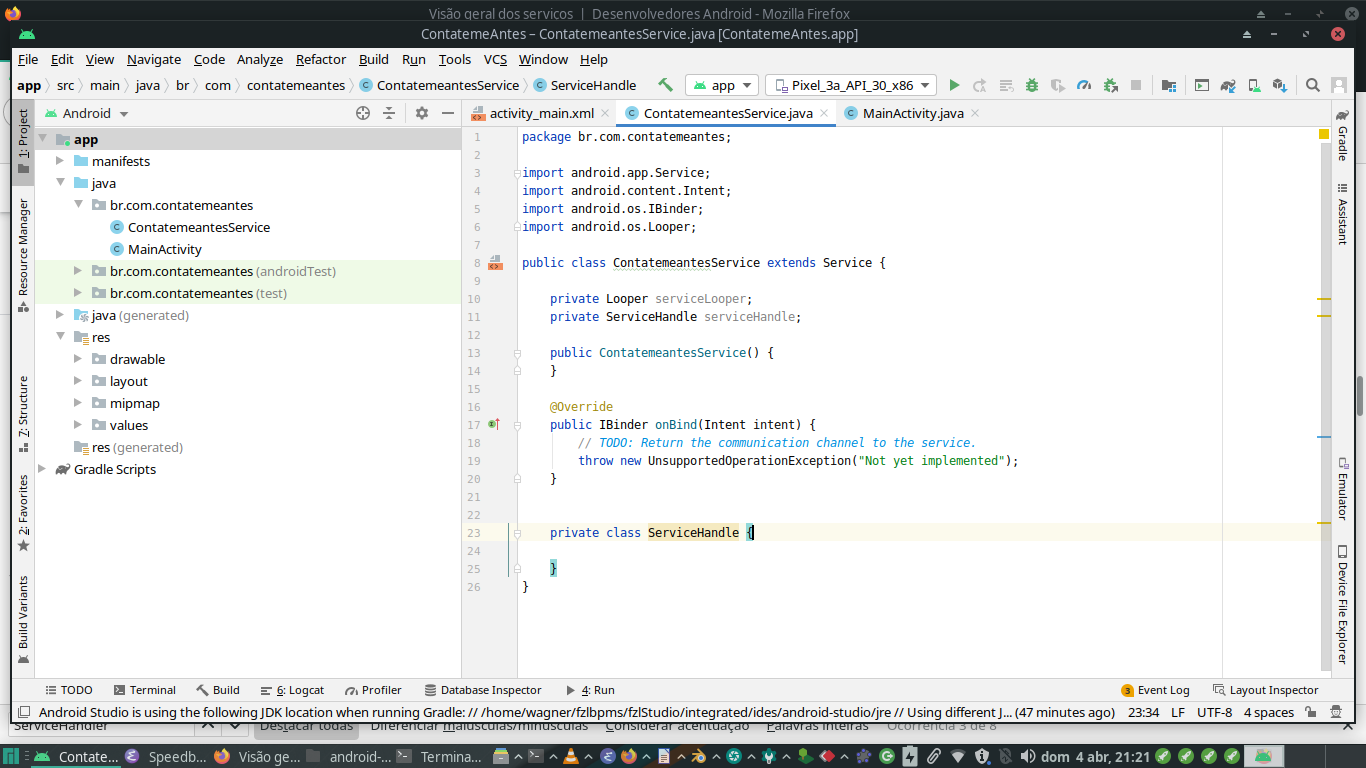 Visão geral dos servicos | Desenvolvedores Android - Mozilla Firefox
ContatemeAntes – ContatemeantesService.java [ContatemeAntes.app]
File Edit View Navigate Code Analyze Refactor Build Run Tools VCS Window Help
app src main java br com contatemeantes ContatemeantesService ServiceHandle app Pixel_3a_API_30_x86
Android
activity_main.xml ContatemeantesService.java MainActivity.java
1: Project
Resource Manager
7: Structure
2: Favorites
Build Variants
app
manifests
java
br.com.contatemeantes
ContatemeantesService
MainActivity
br.com.contatemeantes (androidTest)
br.com.contatemeantes (test)
java (generated)
res
drawable
layout
mipmap
values
res (generated)
Gradle Scripts
1 package br.com.contatemeantes;
2
3 import android.app.Service;
4 import android.content.Intent;
5 import android.os.IBinder;
6 import android.os.Looper;
7
8 public class ContatemeantesService extends Service {
9
10 private Looper serviceLooper;
11 private ServiceHandle serviceHandle;
12
13 public ContatemeantesService() {
14 }
15
16 @Override
17 public IBinder onBind(Intent intent) {
18 // TODO: Return the communication channel to the service.
19 throw new UnsupportedOperationException("Not yet implemented");
20 }
21
22
23 private class ServiceHandle {
24
25 }
26 }
Gradle
Assistant
Emulator
Device File Explorer
TODO Terminal Build 6: Logcat Profiler Database Inspector 4: Run 3 Event Log Layout Inspector
Android Studio is using the following JDK location when running Gradle: // /home/wagner/fzlbpms/fzlStudio/integrated/ides/android-studio/jre // Using different J... (47 minutes ago) 23:34 LF UTF-8 4 spaces
ServiceHandler Destacar todas Diferenciar maiúsculas/minúsculas Considerar acentuação Palavras inteiras Ocorrência 3 de 8
Contate... Speedb... Visão ge... android-... Termina... dom 4 abr, 21:21